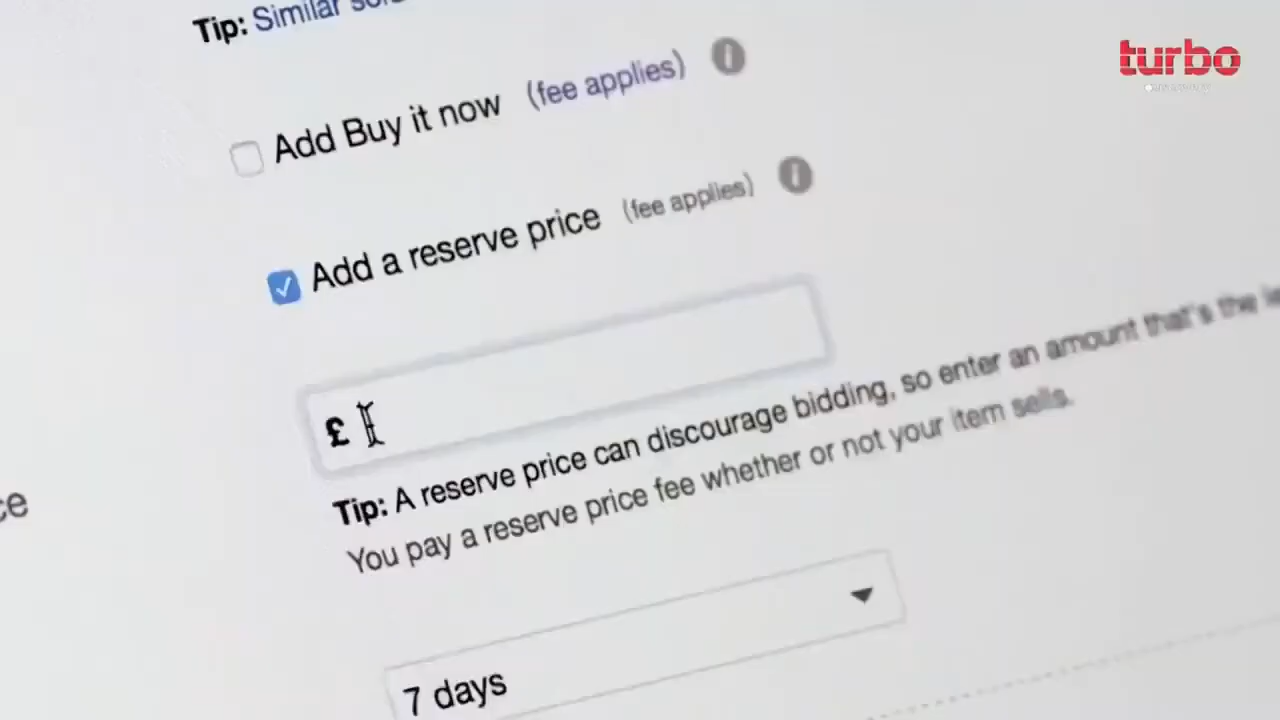 Tip: Similar
turbo
Add Buy it now (fee applies)
Add a reserve price (fee applies)
£
Tip: A reserve price can discourage bidding, so enter an amount that's the
You pay a reserve price fee whether or not your item sells.
7 days